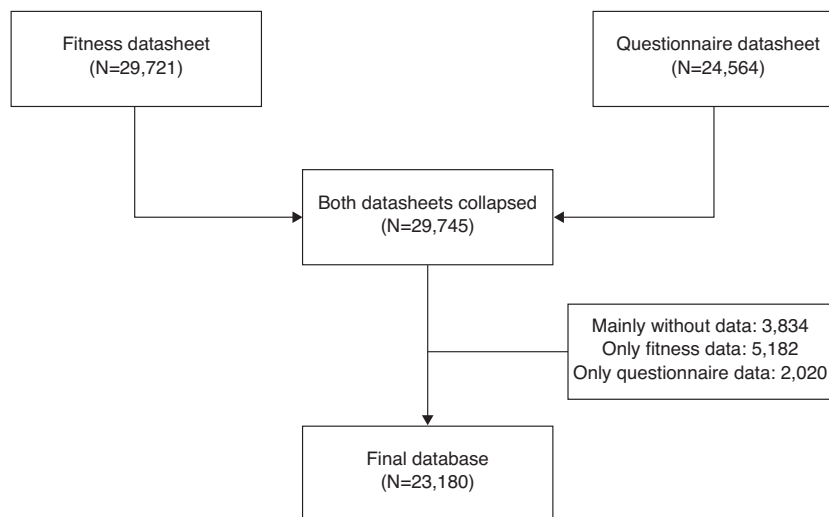 Fitness datasheet
(N=29,721)
Questionnaire datasheet
(N=24,564)
Both datasheets collapsed
(N=29,745)
Mainly without data: 3,834
Only fitness data: 5,182
Only questionnaire data: 2,020
Final database
(N=23,180)